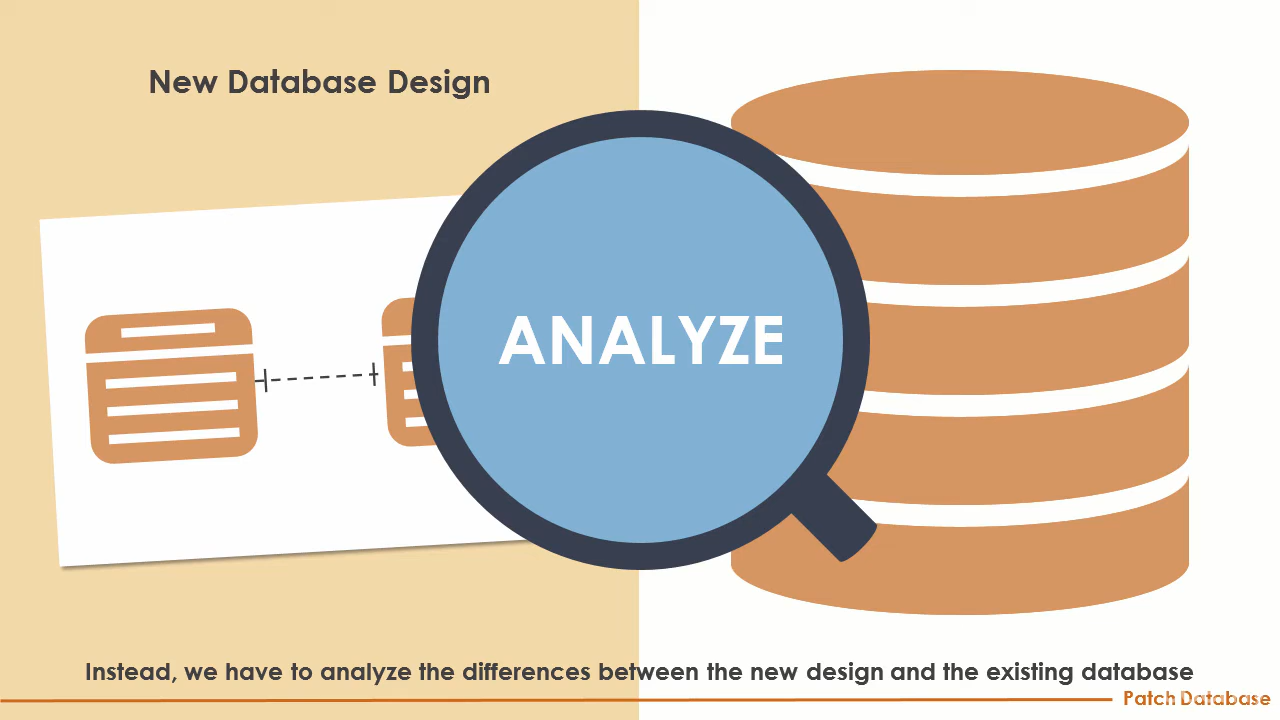 New Database Design
ANALYZE
Instead, we have to analyze the differences between the new design and the existing database
Patch Database